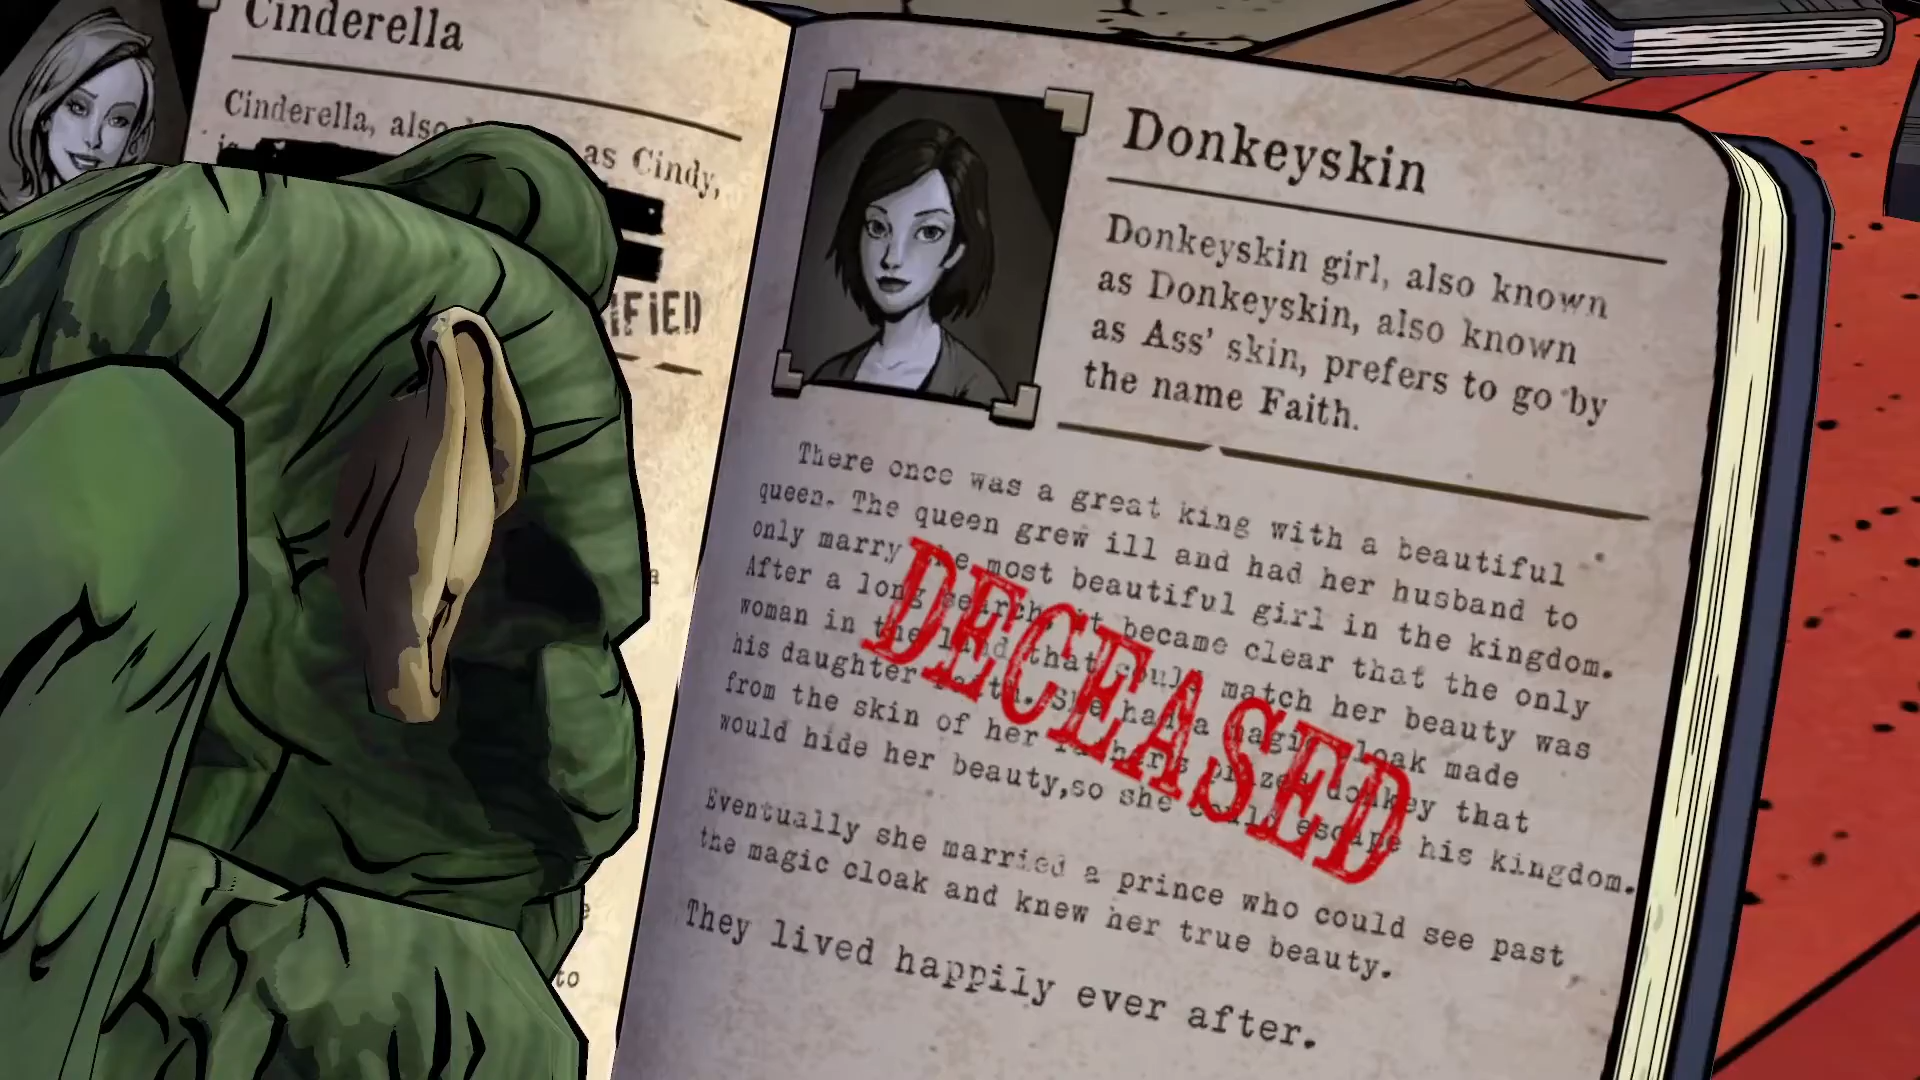 Cinderella
Cinderella, also
as Cindy,
IFIED
to
Donkeyskin
Donkeyskin girl, also known
as Donkeyskin, also known
as Ass' skin, prefers to go by
the name Faith.
There once was a great king with a beautiful
queen. The queen grew ill and had her husband to
only marry the most beautiful girl in the kingdom.
After a long search it became clear that the only
woman in the land that could match her beauty was
his daughter Faith. She had a magic cloak made
from the skin of her father's prized donkey that
would hide her beauty,so she could escape his kingdom.
DECEASED
Eventually she married a prince who could see past
the magic cloak and knew her true beauty.
They lived happily ever after.